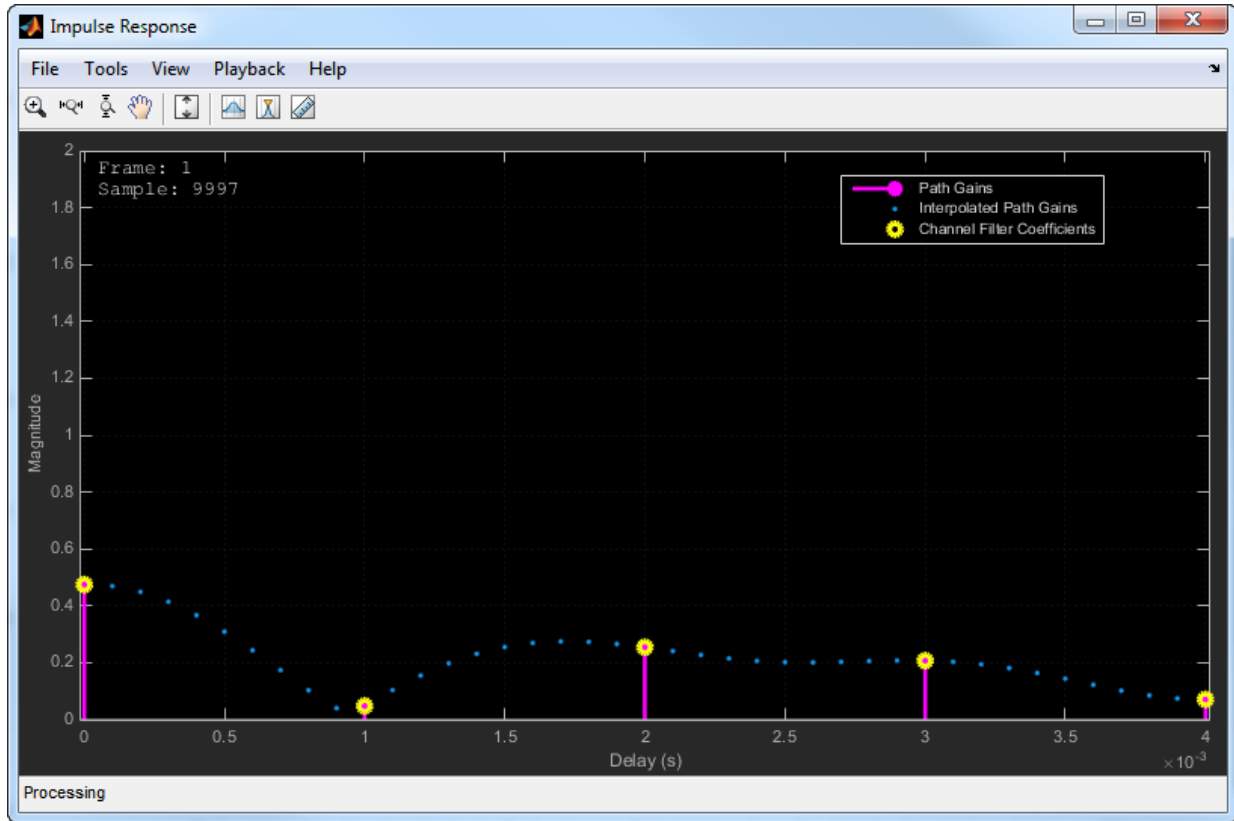 Impulse Response
File Tools View Playback Help
Frame: 1
Sample: 9997
Path Gains
Interpolated Path Gains
Channel Filter Coefficients
2
1.8
1.6
1.4
1.2
1
0.8
0.6
0.4
0.2
0
Magnitude
0 0.5 1 1.5 2 2.5 3 3.5 4
Delay (s)
×10⁻³
Processing